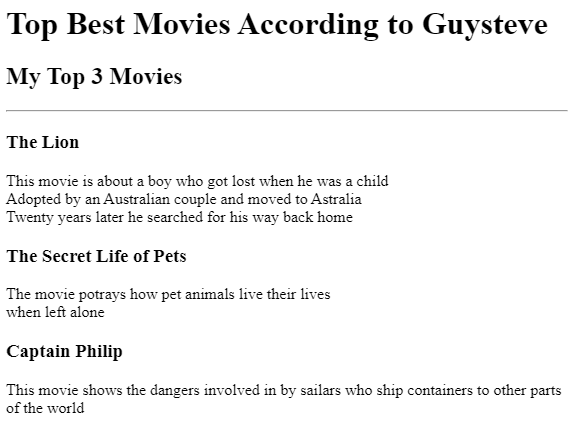 Top Best Movies According to Guysteve
My Top 3 Movies
The Lion
This movie is about a boy who got lost when he was a child
Adopted by an Australian couple and moved to Astralia
Twenty years later he searched for his way back home
The Secret Life of Pets
The movie potrays how pet animals live their lives
when left alone
Captain Philip
This movie shows the dangers involved in by sailars who ship containers to other parts
of the world